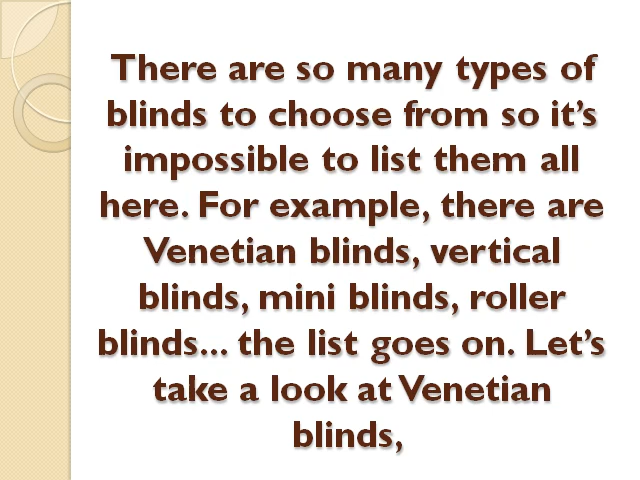 There are so many types of
blinds to choose from so it’s
impossible to list them all
here. For example, there are
Venetian blinds, vertical
blinds, mini blinds, roller
blinds... the list goes on. Let’s
take a look at Venetian
blinds,